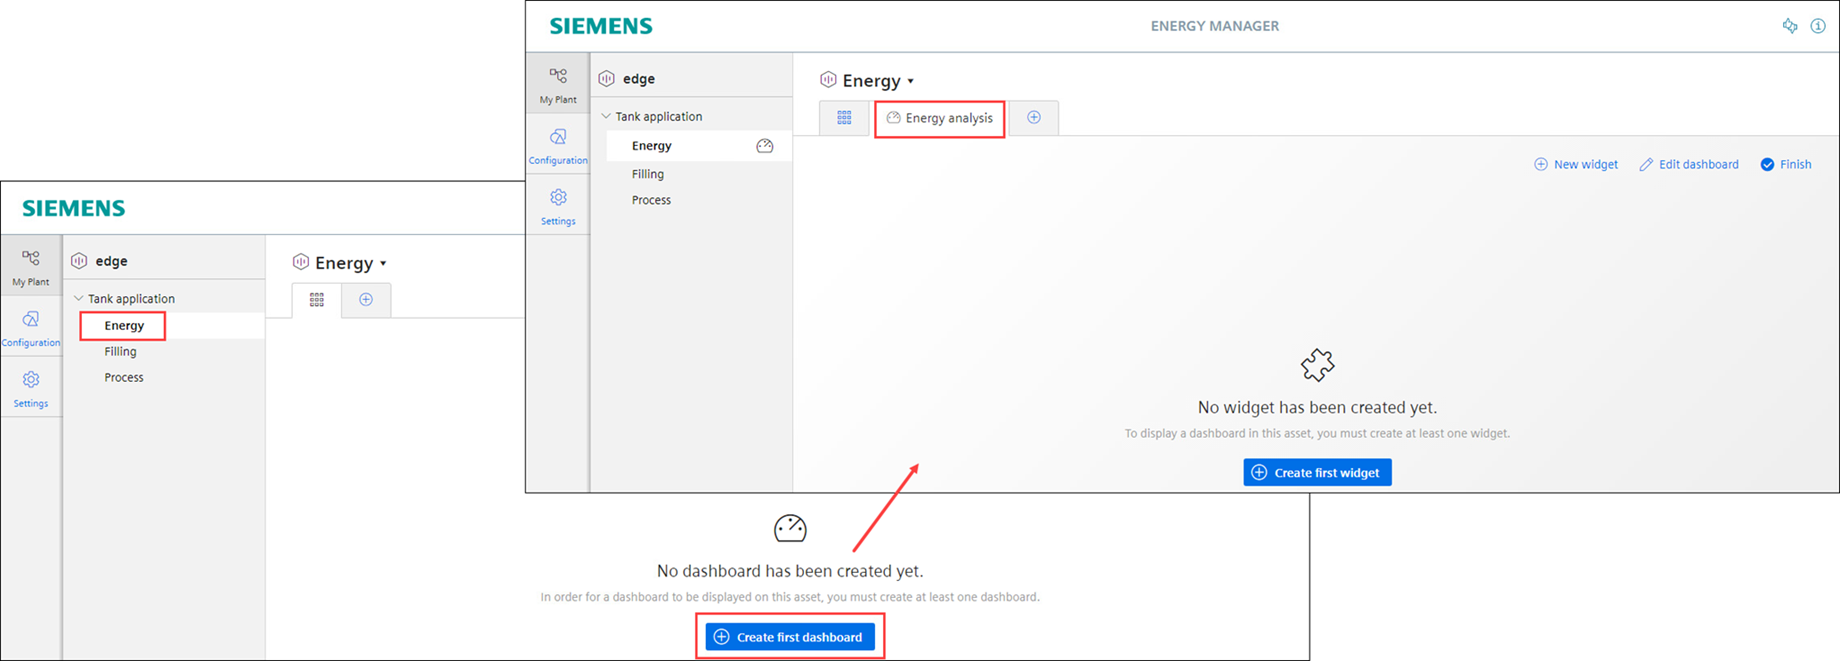 SIEMENS
ENERGY MANAGER
My Plant
Configuration
Settings
edge
Tank application
Energy
Filling
Process
Energy
Energy analysis
New widget
Edit dashboard
Finish
No widget has been created yet.
To display a dashboard in this asset, you must create at least one widget.
Create first widget
SIEMENS
My Plant
Configuration
Settings
edge
Tank application
Energy
Filling
Process
Energy
No dashboard has been created yet.
In order for a dashboard to be displayed on this asset, you must create at least one dashboard.
Create first dashboard